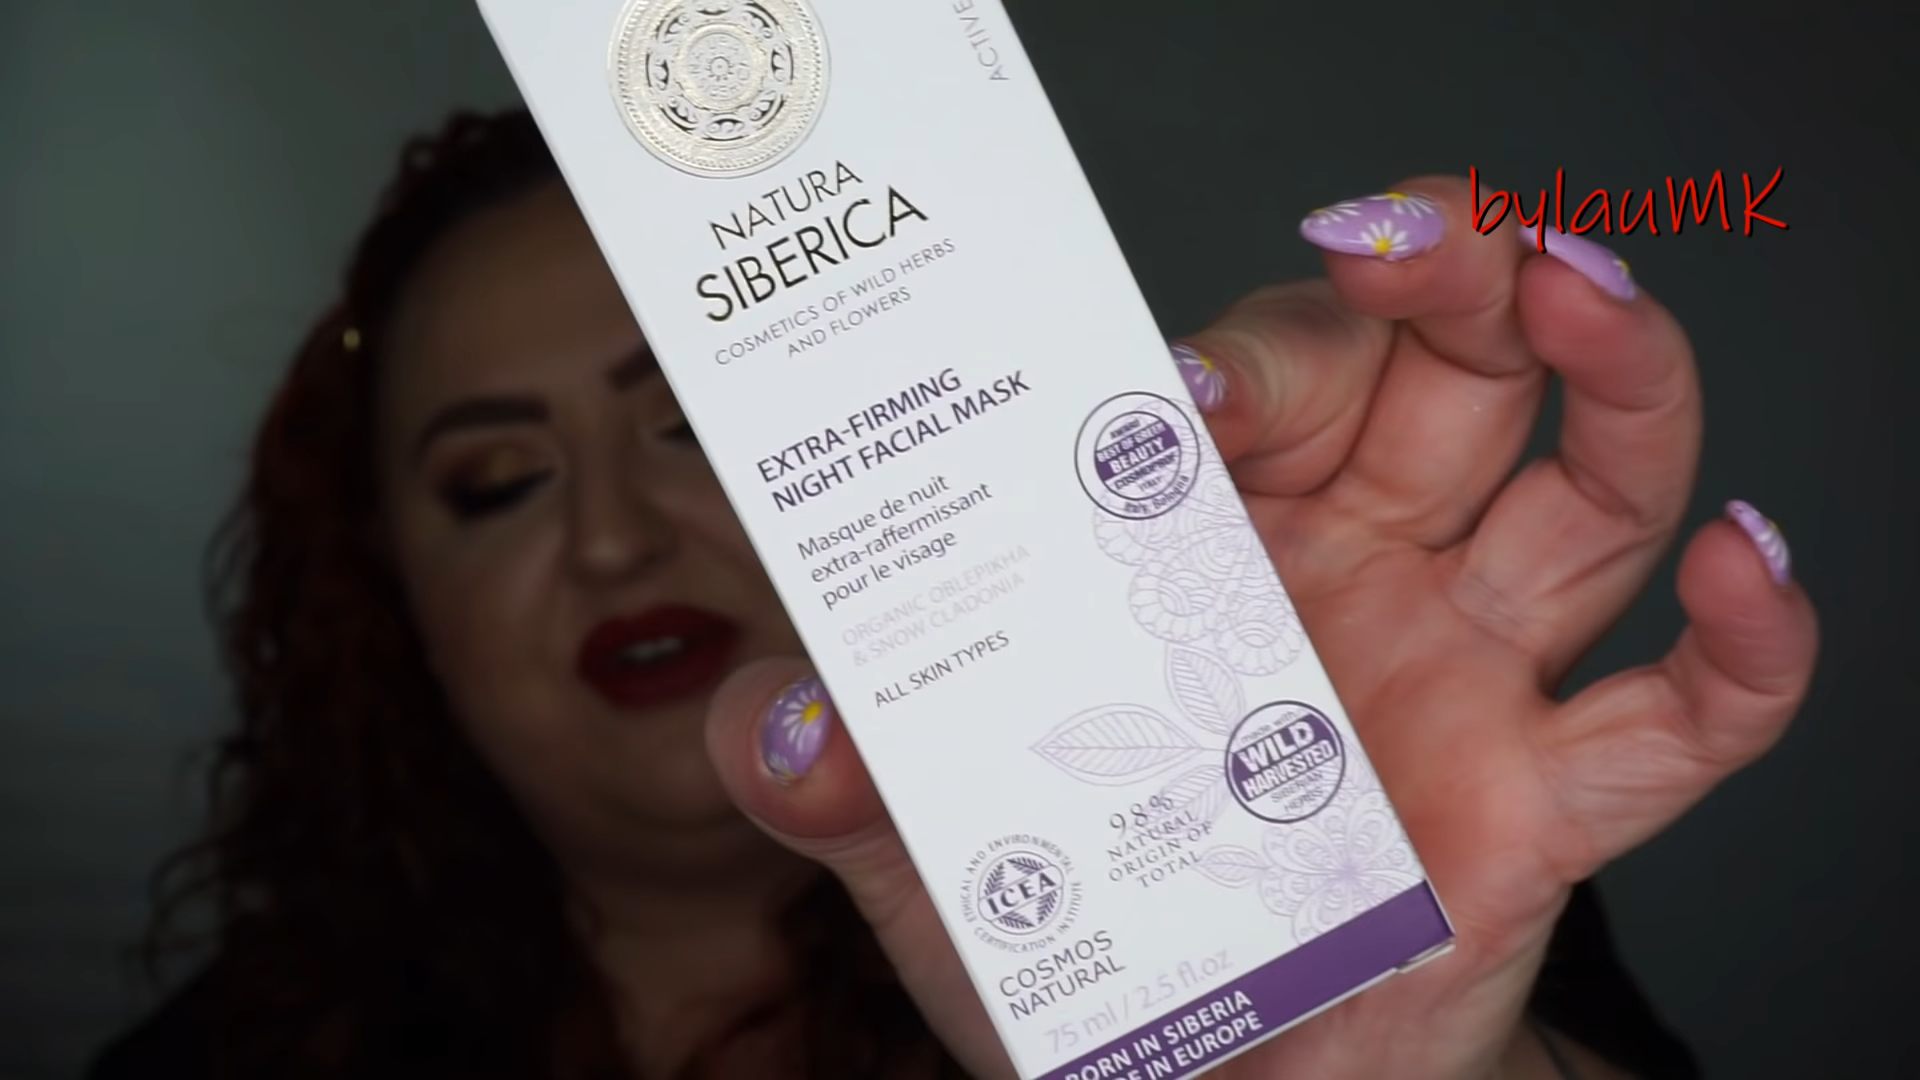 ACTIVE
NATURA
SIBERICA
COSMETICS OF WILD HERBS
AND FLOWERS
bylauMK
EXTRA-FIRMING
NIGHT FACIAL MASK
Masque de nuit
extra-raffermissant
pour le visage
ORGANIC OBLEPIKHA
& SNOW CLADONIA
ALL SKIN TYPES
AWARD
BEST OF GREEN
BEAUTY
COSMOPROF
Italy, Bologna
made with
WILD
HARVESTED
SIBERIAN
HERBS
98%
NATURAL
ORIGIN OF
TOTAL
ETHICAL AND ENVIRONMENTAL
ICEA
CERTIFICATION INSTITUTE
COSMOS
NATURAL
75 ml / 2.5 fl.oz
BORN IN SIBERIA
DE IN EUROPE